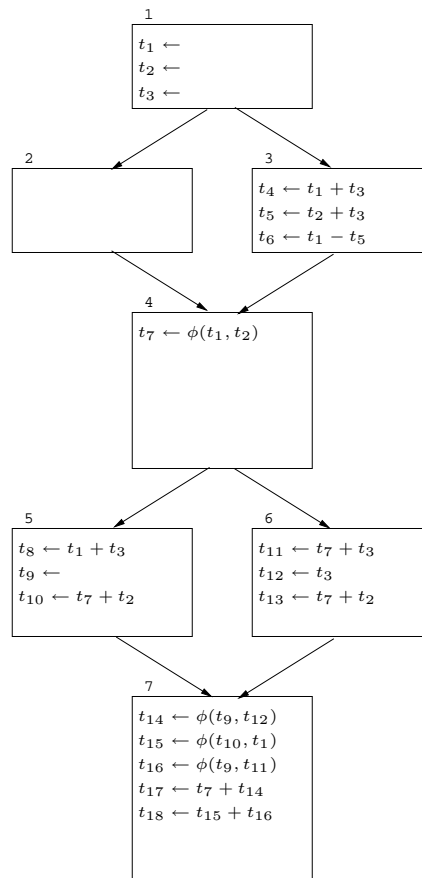 1
t₁ ←
t₂ ←
t₃ ←
2
3
t₄ ← t₁ + t₃
t₅ ← t₂ + t₃
t₆ ← t₁ − t₅
4
t₇ ← ϕ(t₁, t₂)
5
t₈ ← t₁ + t₃
t₉ ←
t₁₀ ← t₇ + t₂
6
t₁₁ ← t₇ + t₃
t₁₂ ← t₃
t₁₃ ← t₇ + t₂
7
t₁₄ ← ϕ(t₉, t₁₂)
t₁₅ ← ϕ(t₁₀, t₁)
t₁₆ ← ϕ(t₉, t₁₁)
t₁₇ ← t₇ + t₁₄
t₁₈ ← t₁₅ + t₁₆